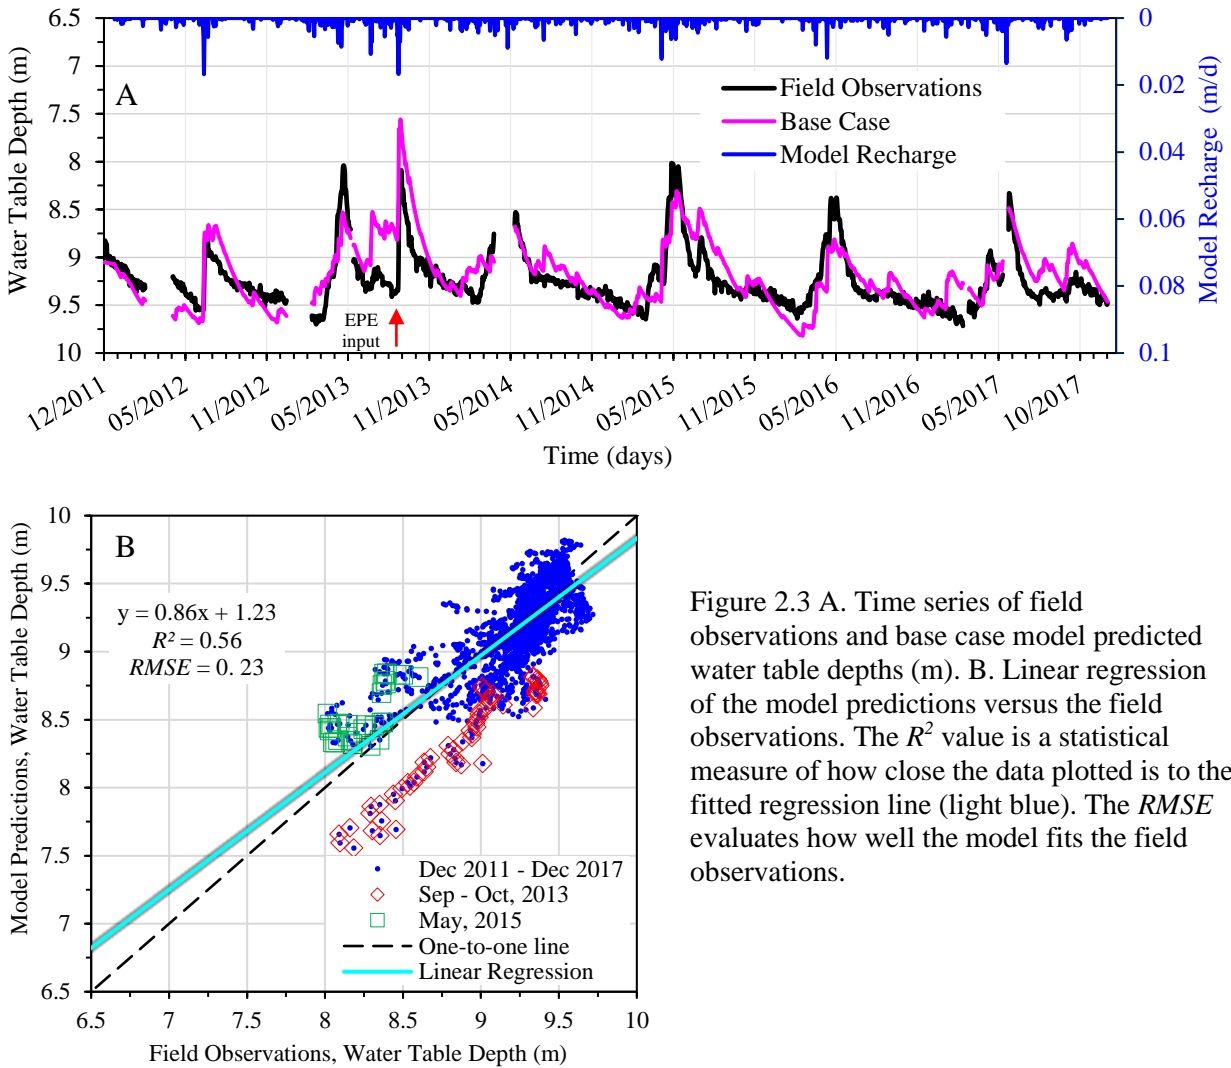 6.5
7
7.5
8
8.5
9
9.5
10
Water Table Depth (m)
A
Field Observations
Base Case
Model Recharge
EPE
input
0
0.02
0.04
0.06
0.08
0.1
Model Recharge (m/d)
12/2011
05/2012
11/2012
05/2013
11/2013
05/2014
11/2014
05/2015
11/2015
05/2016
11/2016
05/2017
10/2017
Time (days)
10
9.5
9
8.5
8
7.5
7
6.5
Model Predictions, Water Table Depth (m)
B
y = 0.86x + 1.23
R² = 0.56
RMSE = 0. 23
Dec 2011 - Dec 2017
Sep - Oct, 2013
May, 2015
One-to-one line
Linear Regression
6.5 7 7.5 8 8.5 9 9.5 10
Field Observations, Water Table Depth (m)
Figure 2.3 A. Time series of field
observations and base case model predicted
water table depths (m). B. Linear regression
of the model predictions versus the field
observations. The R² value is a statistical
measure of how close the data plotted is to the
fitted regression line (light blue). The RMSE
evaluates how well the model fits the field
observations.